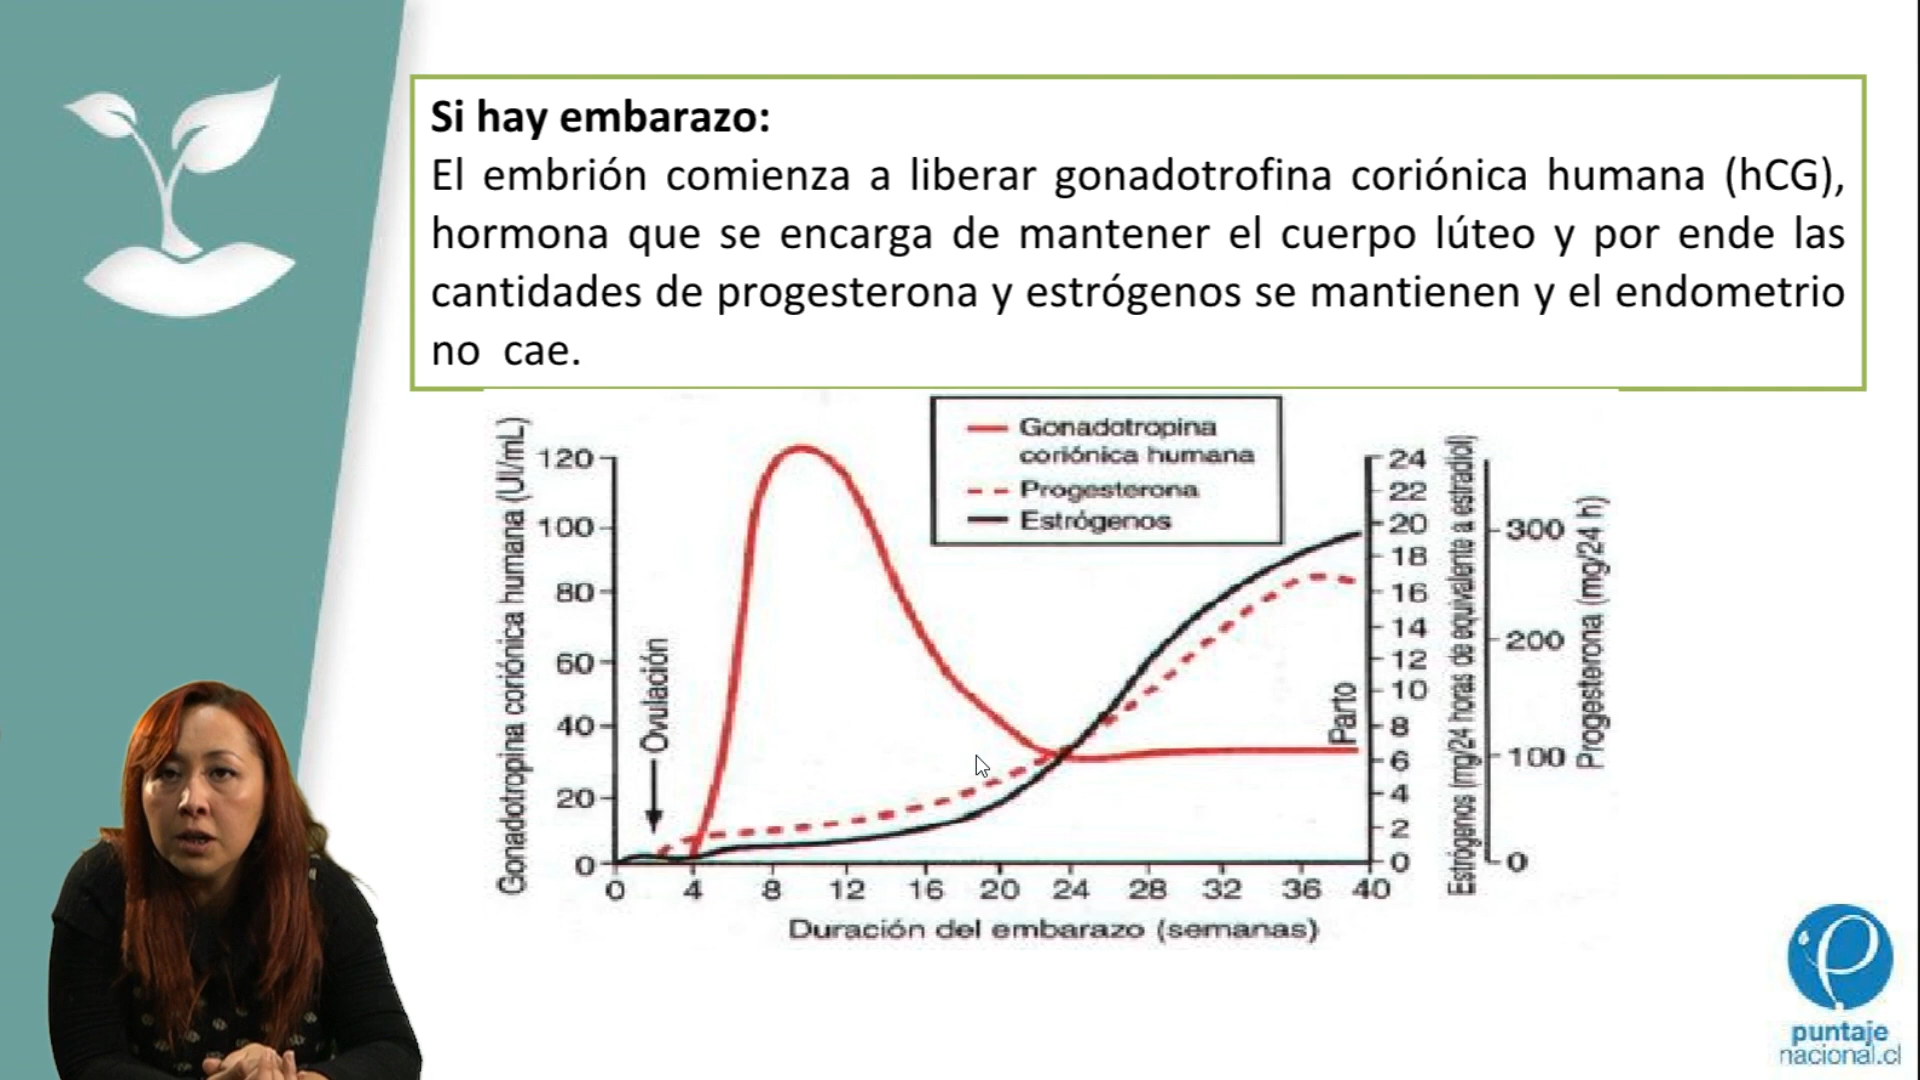 Si hay embarazo:
El embrión comienza a liberar gonadotrofina coriónica humana (hCG),
hormona que se encarga de mantener el cuerpo lúteo y por ende las
cantidades de progesterona y estrógenos se mantienen y el endometrio
no cae.
Gonadotropina
coriónica humana
Progesterona
Estrógenos
Gonadotropina coriónica humana (UI/mL)
120
100
80
60
40
20
0
Ovulación
Parto
24
22
20
18
16
14
12
10
8
6
4
2
0
Estrógenos (mg/24 horas de equivalente a estradiol)
300
200
100
0
Progesterona (mg/24 h)
0 4 8 12 16 20 24 28 32 36 40
Duración del embarazo (semanas)
puntaje
nacional.cl